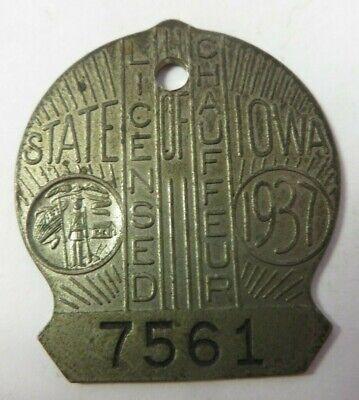 STATE OF IOWA
LICENSED
CHAUFFEUR
1937
7561